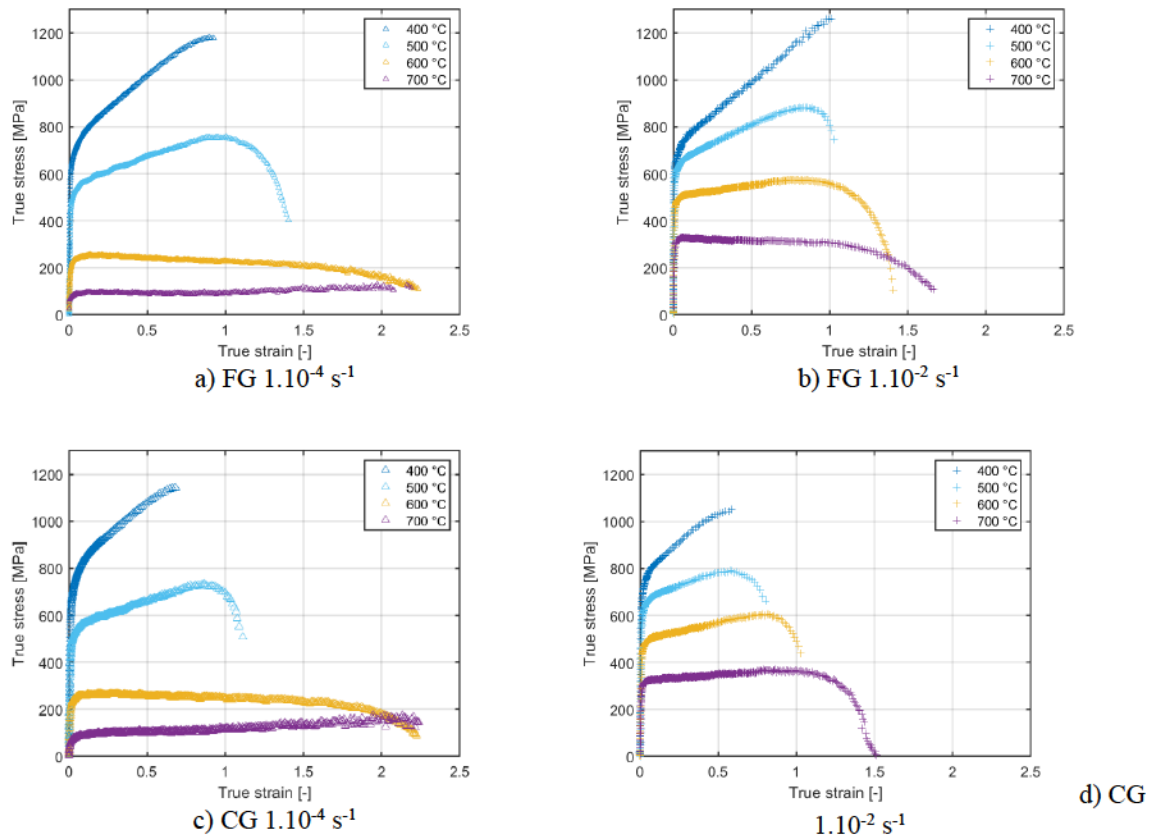 1200
1000
800
600
400
200
0
True stress [MPa]
400 °C
500 °C
600 °C
700 °C
0 0.5 1 1.5 2 2.5
True strain [-]
a) FG 1.10-4 s-1
1200
1000
800
600
400
200
0
True stress [MPa]
400 °C
500 °C
600 °C
700 °C
0 0.5 1 1.5 2 2.5
True strain [-]
b) FG 1.10-2 s-1
1200
1000
800
600
400
200
0
True stress [MPa]
400 °C
500 °C
600 °C
700 °C
0 0.5 1 1.5 2 2.5
True strain [-]
c) CG 1.10-4 s-1
1200
1000
800
600
400
200
0
True stress [MPa]
400 °C
500 °C
600 °C
700 °C
0 0.5 1 1.5 2 2.5
True strain [-]
d) CG
1.10-2 s-1